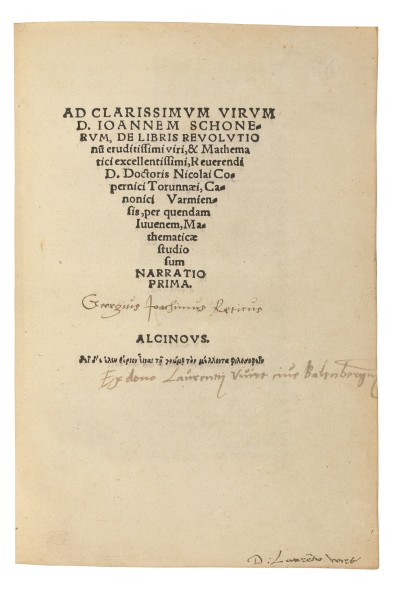 AD CLARISSIMVM VIRVM
D. IOANNEM SCHONE-
RVM, DE LIBRIS REVOLVTIO
nũ eruditissimi viri, & Mathema
tici excellentissimi, Reuerendi
D. Doctoris Nicolai Co-
pernici Torunnæi, Ca-
nonici Varmien-
sis, per quendam
Iuuenem, Ma-
thematicæ
studio
sum
NARRATIO
PRIMA.
Georgius Joachimus Reticus
ALCINOVS.
Ex dono Laurentij
D: